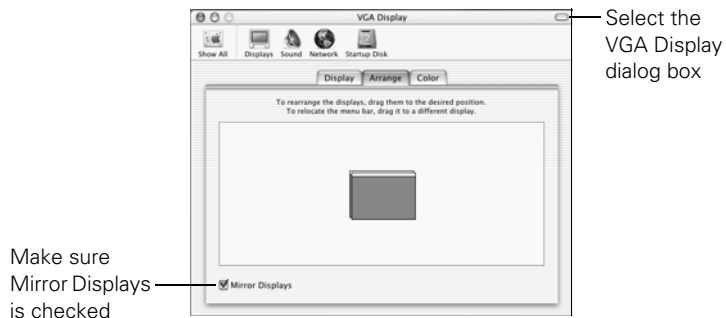 VGA Display
Select the
VGA Display
dialog box
Show All
Displays Sound Network Startup Disk
Display Arrange Color
To rearrange the displays, drag them to the desired position.
To relocate the menu bar, drag it to a different display.
Make sure
Mirror Displays
is checked
Mirror Displays